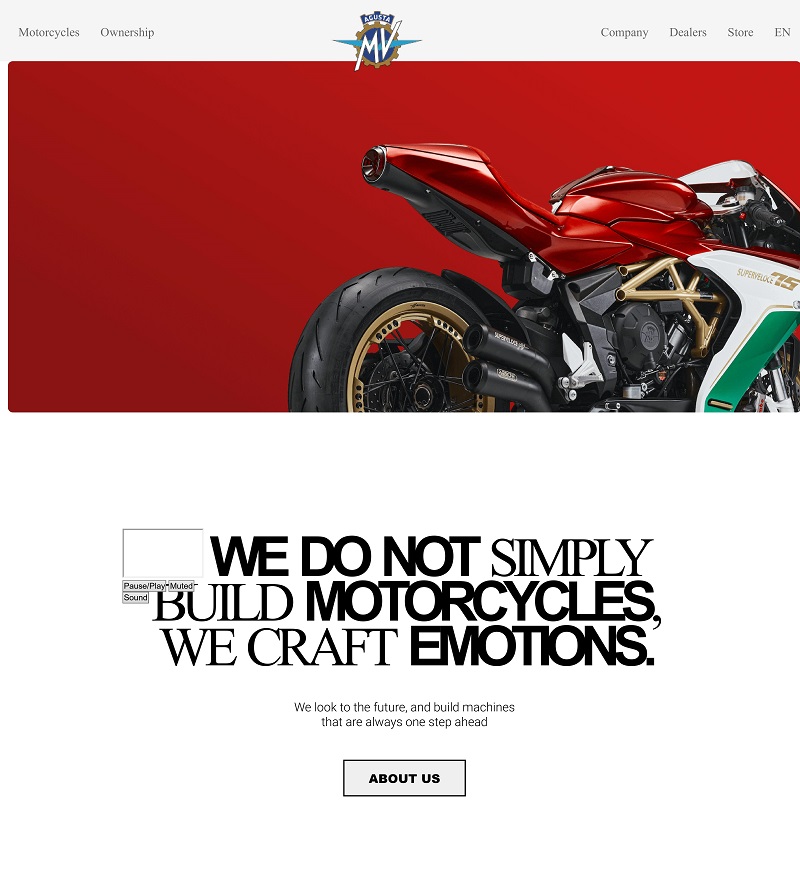 Motorcycles Ownership
AGUSTA
MV
Company Dealers Store EN
SUPERVELOCE 75
SUPERVELOCE
WE DO NOT SIMPLY
Pause/Play Muted
Sound
BUILD MOTORCYCLES,
WE CRAFT EMOTIONS.
We look to the future, and build machines
that are always one step ahead
ABOUT US